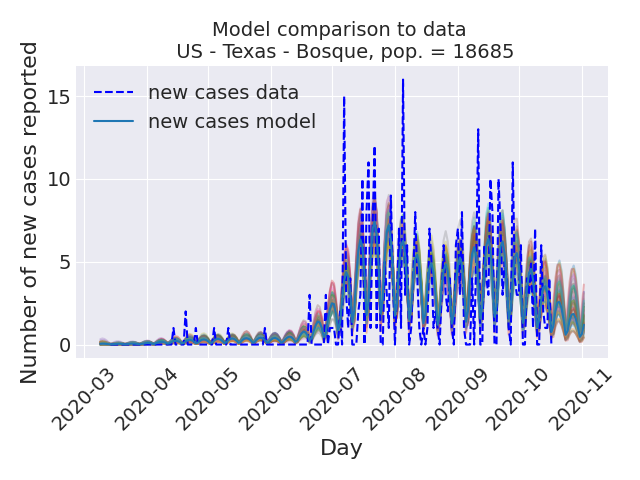 Model comparison to data
US - Texas - Bosque, pop. = 18685
Number of new cases reported
new cases data
new cases model
15
10
5
0
2020-03
2020-04
2020-05
2020-06
2020-07
2020-08
2020-09
2020-10
2020-11
Day